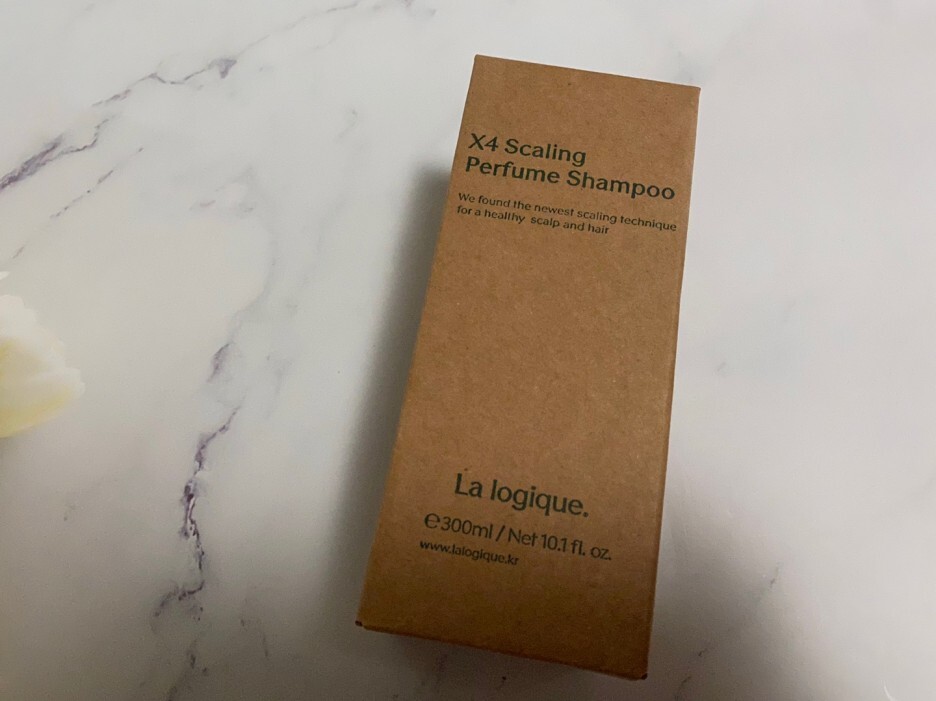 X4 Scaling
Perfume Shampoo
We found the newest scaling technique
for a healthy scalp and hair
La logique.
℮300ml / Net 10.1 fl. oz.
www.lalogique.kr